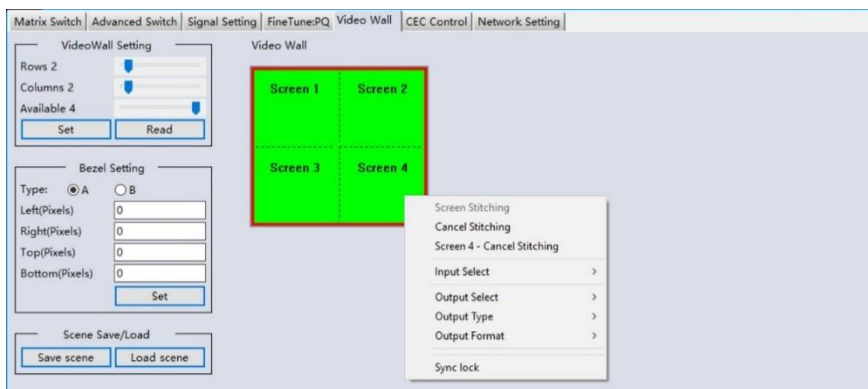 Matrix Switch Advanced Switch Signal Setting FineTune:PQ Video Wall CEC Control Network Setting
VideoWall Setting
Rows 2
Columns 2
Available 4
Set Read
Bezel Setting
Type: A B
Left(Pixels) 0
Right(Pixels) 0
Top(Pixels) 0
Bottom(Pixels) 0
Set
Scene Save/Load
Save scene Load scene
Video Wall
Screen 1 Screen 2
Screen 3 Screen 4
Screen Stitching
Cancel Stitching
Screen 4 - Cancel Stitching
Input Select >
Output Select >
Output Type >
Output Format >
Sync lock